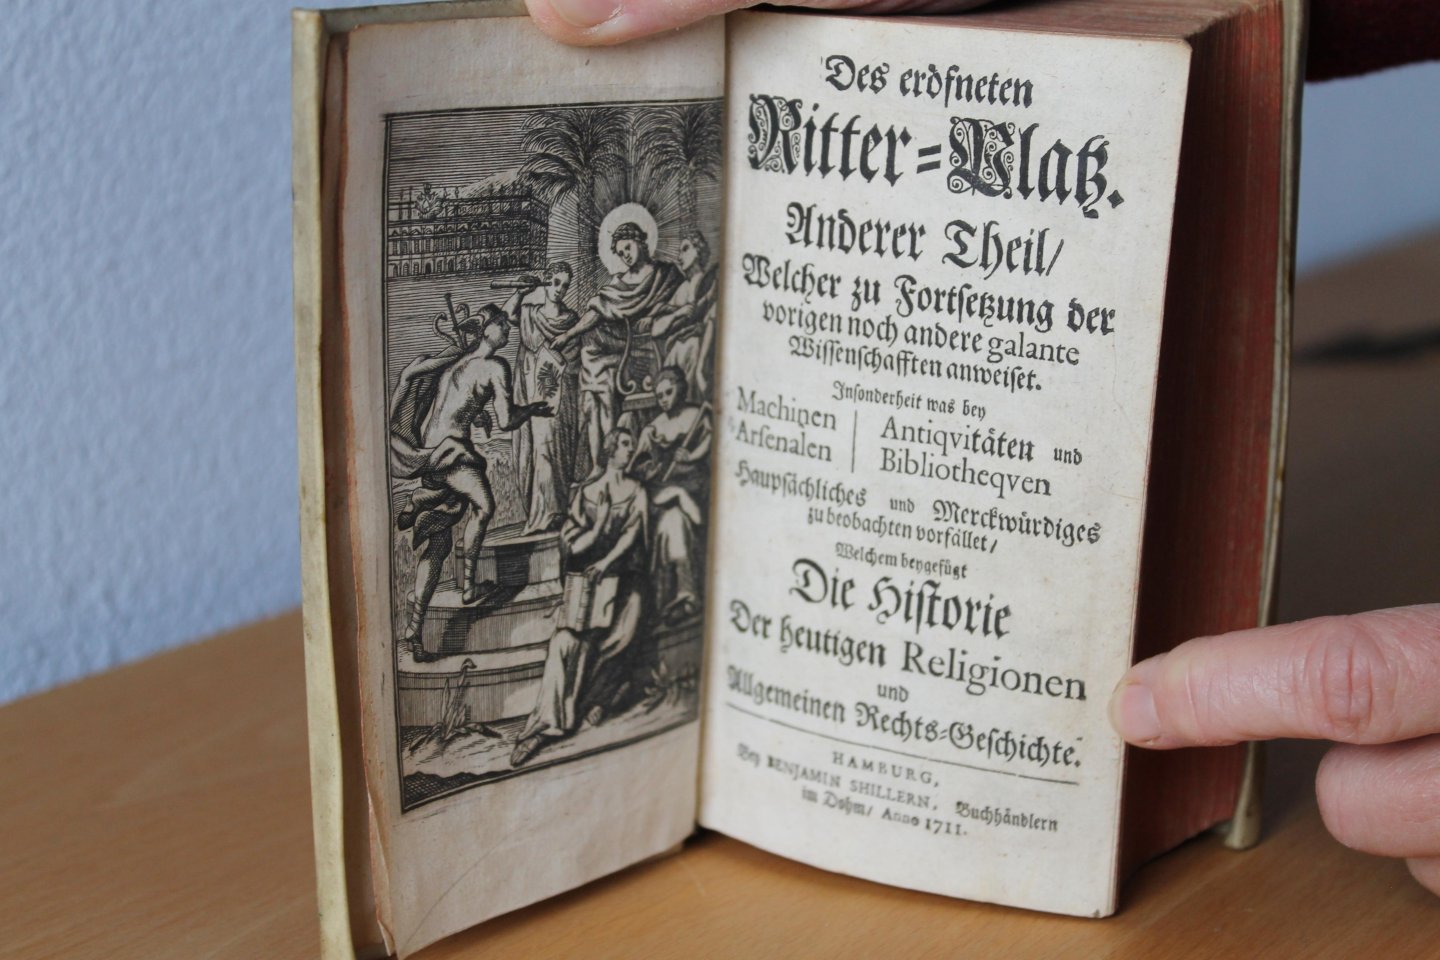 Des eröfneten
Ritter-Platz.
Anderer Theil/
Welcher zu Fortsetzung der
vorigen noch andere galante
Wissenschafften anweiset.
Insonderheit was bey
Machinen
Arsenalen
Antiqvitäten und
Bibliotheqven
Haupsächliches und Merckwürdiges
zu beobachten vorfället/
Welchem beygefügt
Die Historie
Der heutigen Religionen
und
Allgemeinen Rechts-Geschichte.
HAMBURG,
Bey BENJAMIN SHILLERN, Buchhändlern
im Dohm/ Anno 1711.